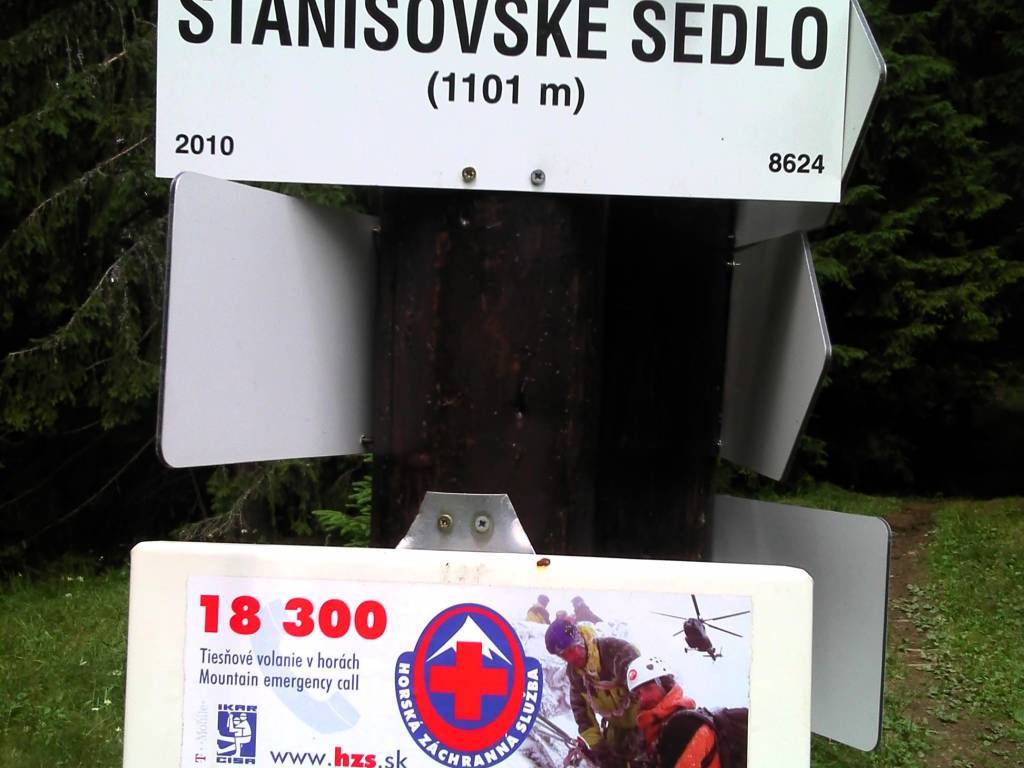 STANIŠOVSKÉ SEDLO
(1101 m)
2010
8624
18 300
Tiesňové volanie v horách
Mountain emergency call
HORSKÁ ZÁCHRANNÁ SLUŽBA
T··Mobile·
IKAR
CISA
www.hzs.sk